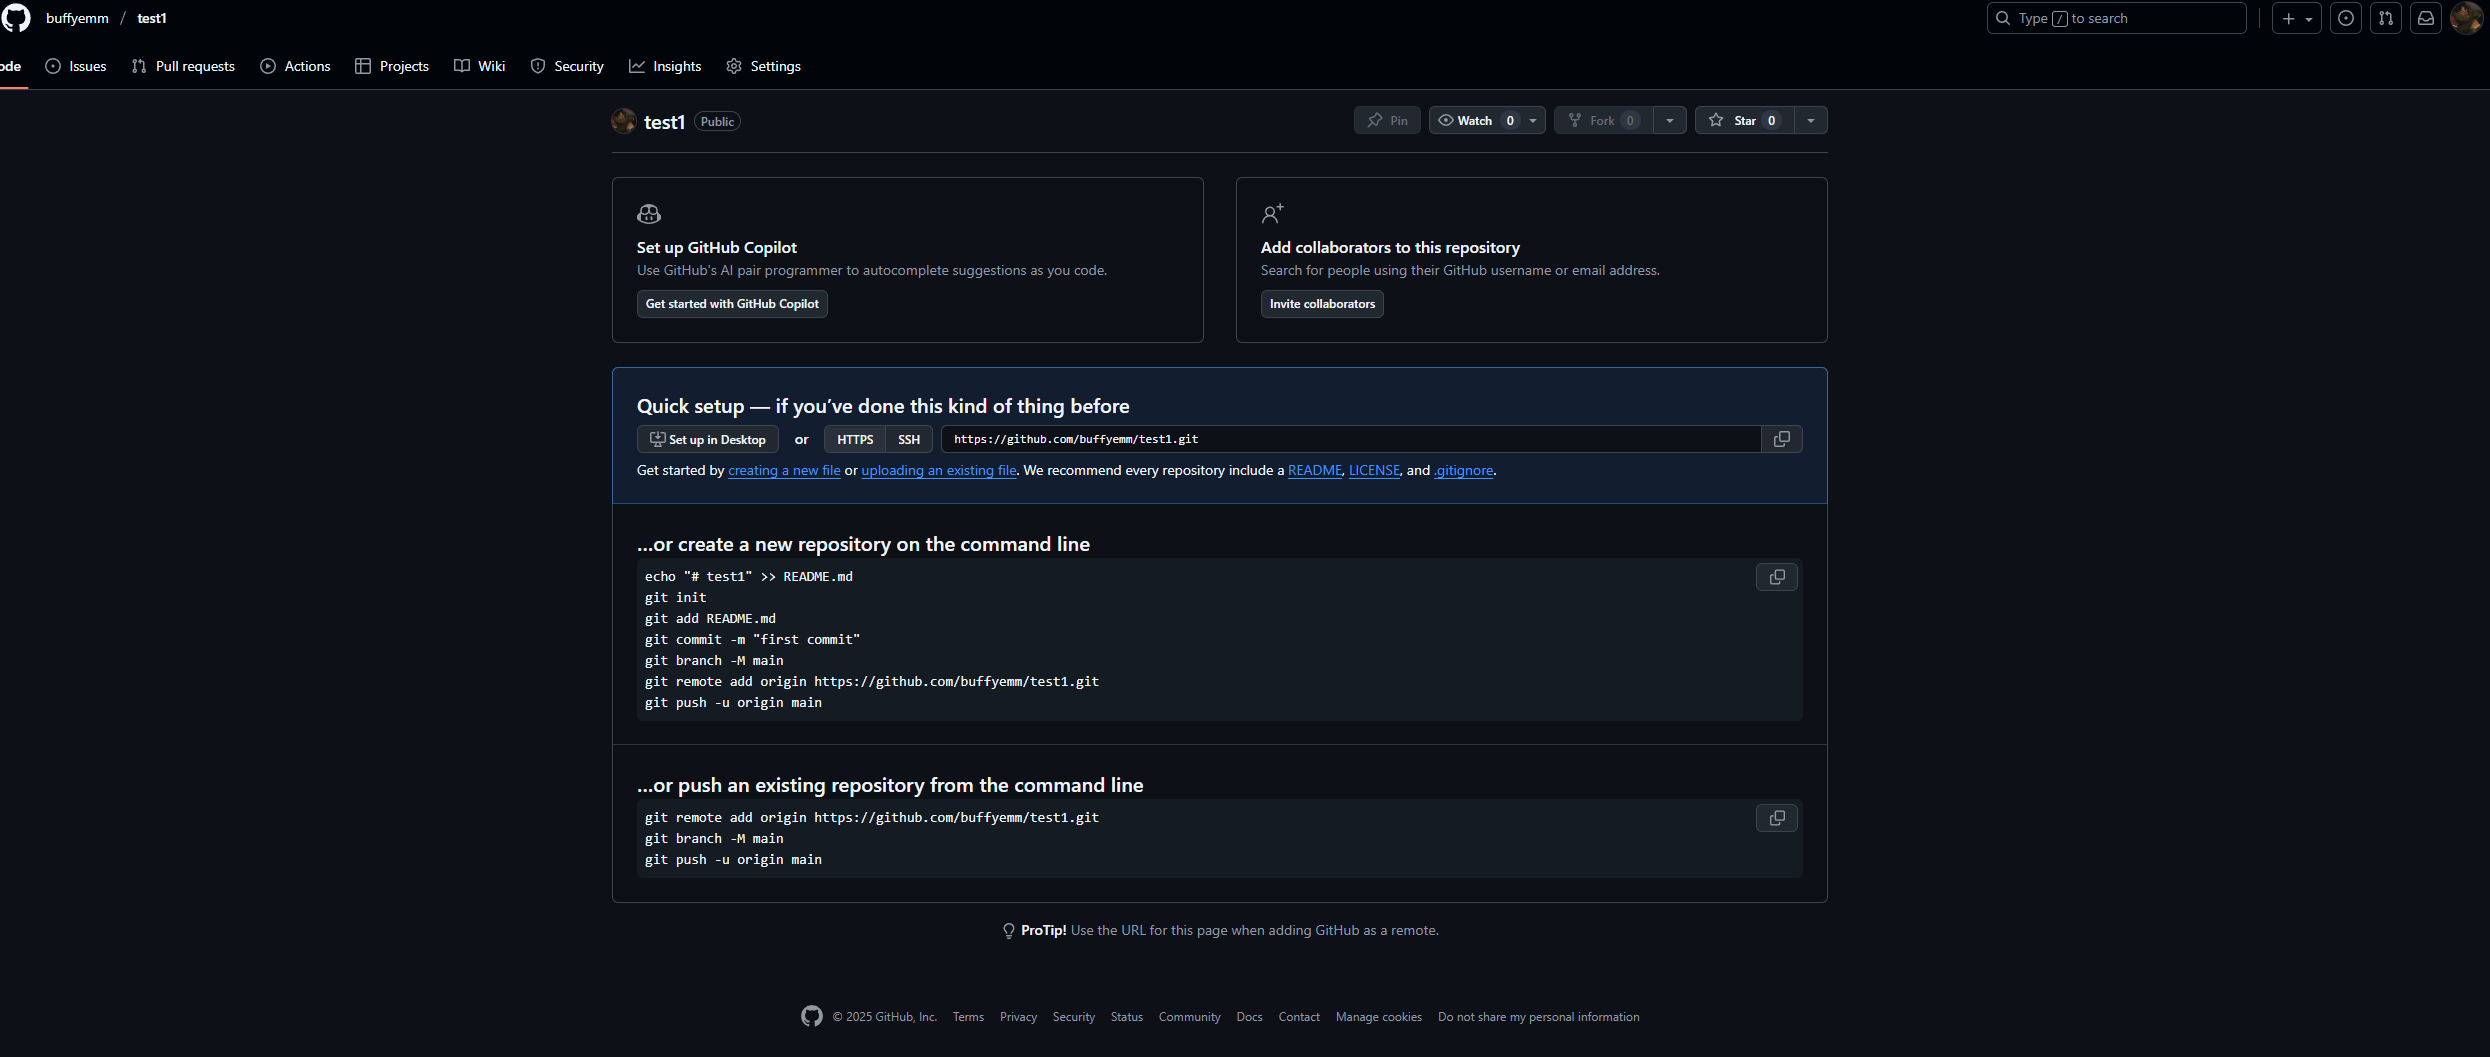 buffyemm / test1
Type / to search
ode Issues Pull requests Actions Projects Wiki Security Insights Settings
test1 Public
Pin Watch 0 Fork 0 Star 0
Set up GitHub Copilot
Use GitHub's AI pair programmer to autocomplete suggestions as you code.
Get started with GitHub Copilot
Add collaborators to this repository
Search for people using their GitHub username or email address.
Invite collaborators
Quick setup — if you’ve done this kind of thing before
Set up in Desktop or HTTPS SSH https://github.com/buffyemm/test1.git
Get started by creating a new file or uploading an existing file. We recommend every repository include a README, LICENSE, and .gitignore.
…or create a new repository on the command line
echo "# test1" >> README.md
git init
git add README.md
git commit -m "first commit"
git branch -M main
git remote add origin https://github.com/buffyemm/test1.git
git push -u origin main
…or push an existing repository from the command line
git remote add origin https://github.com/buffyemm/test1.git
git branch -M main
git push -u origin main
ProTip! Use the URL for this page when adding GitHub as a remote.
© 2025 GitHub, Inc. Terms Privacy Security Status Community Docs Contact Manage cookies Do not share my personal information